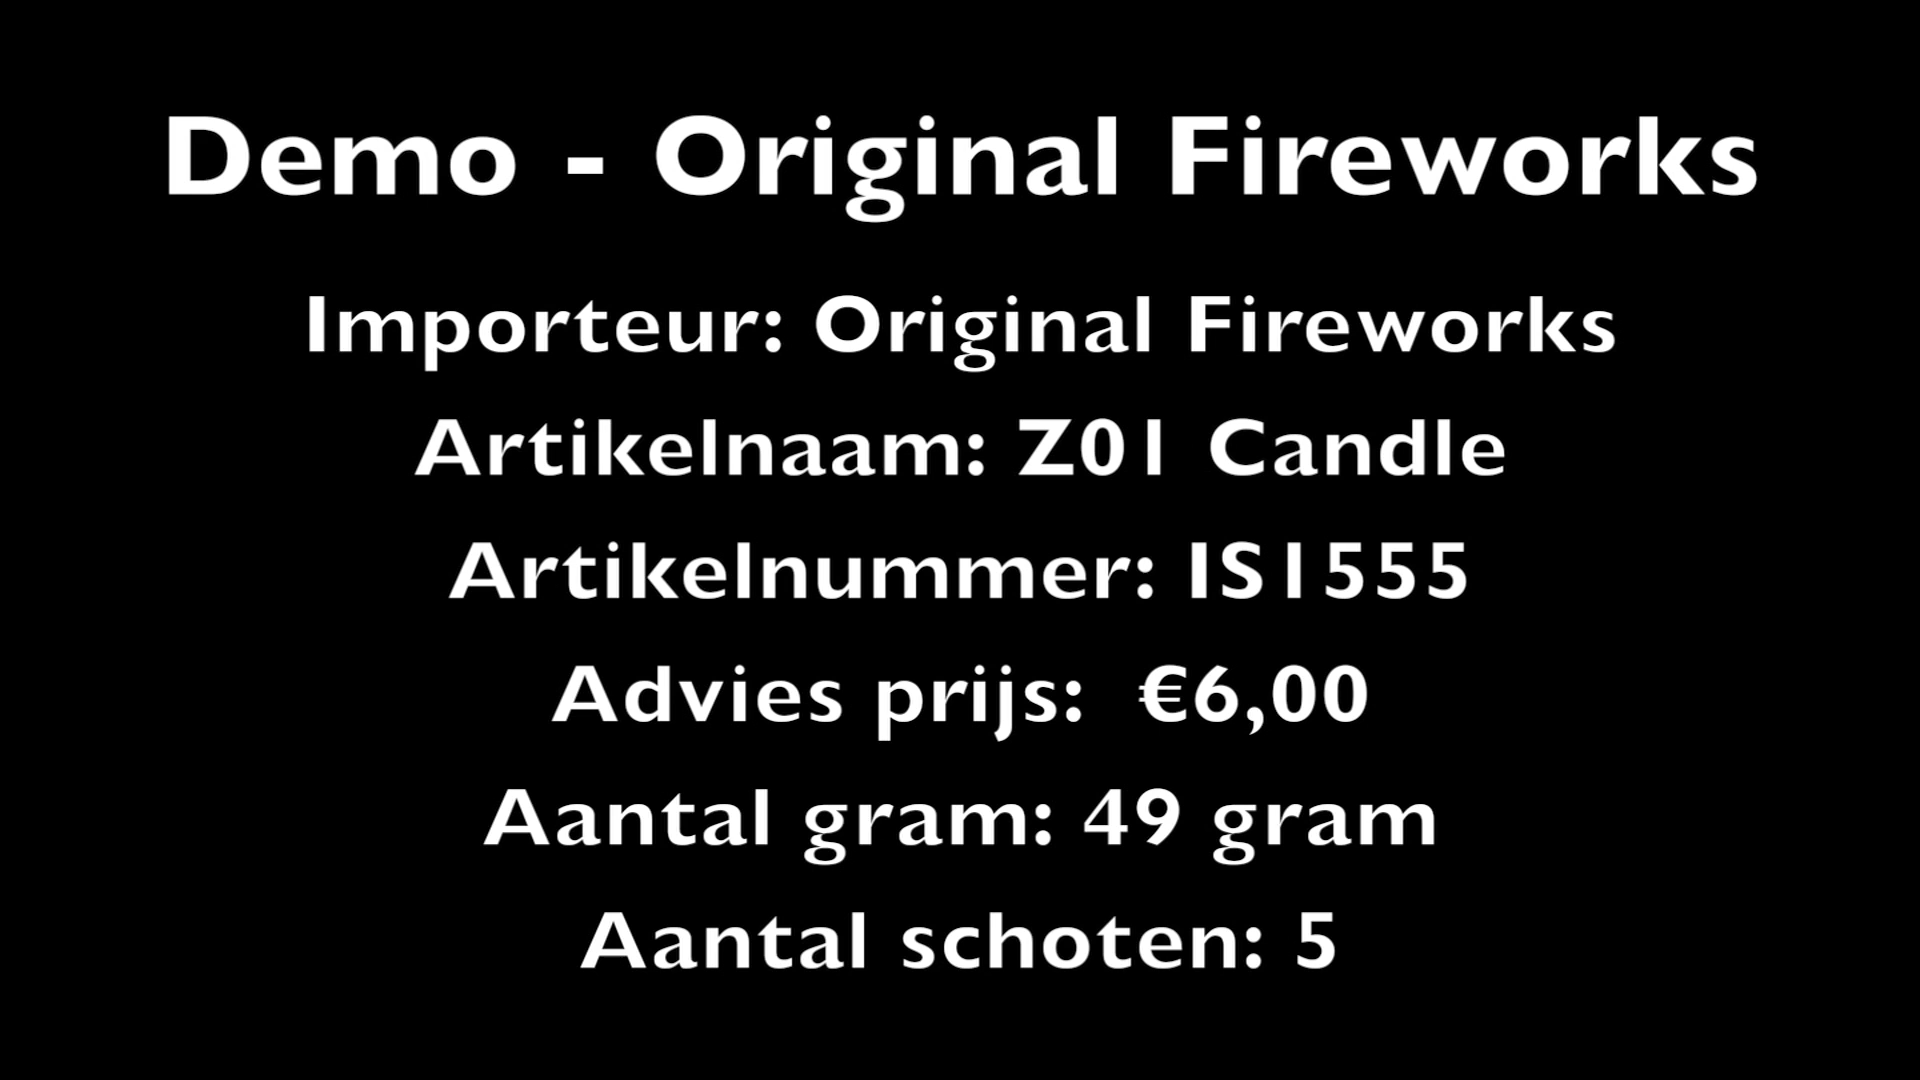 Demo - Original Fireworks
Importeur: Original Fireworks
Artikelnaam: Z01 Candle
Artikelnummer: IS1555
Advies prijs:  €6,00
Aantal gram: 49 gram
Aantal schoten: 5